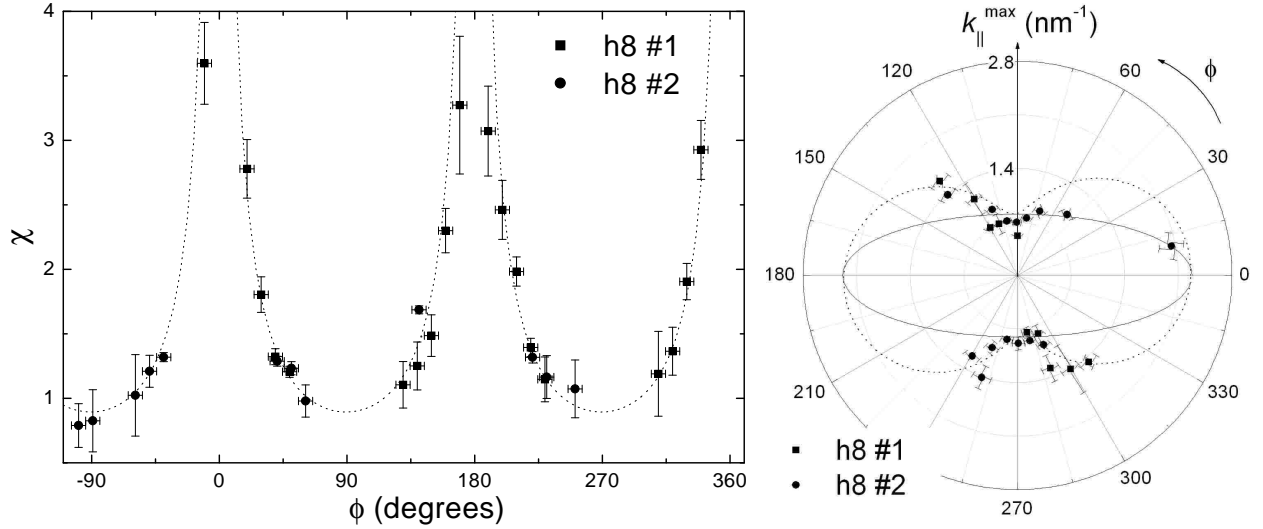 4
3
2
1
χ
-90 0 90 180 270 360
ϕ (degrees)
h8 #1
h8 #2
k||max (nm-1)
2.8
1.4
ϕ
0
30
60
120
150
180
210
270
300
330
h8 #1
h8 #2